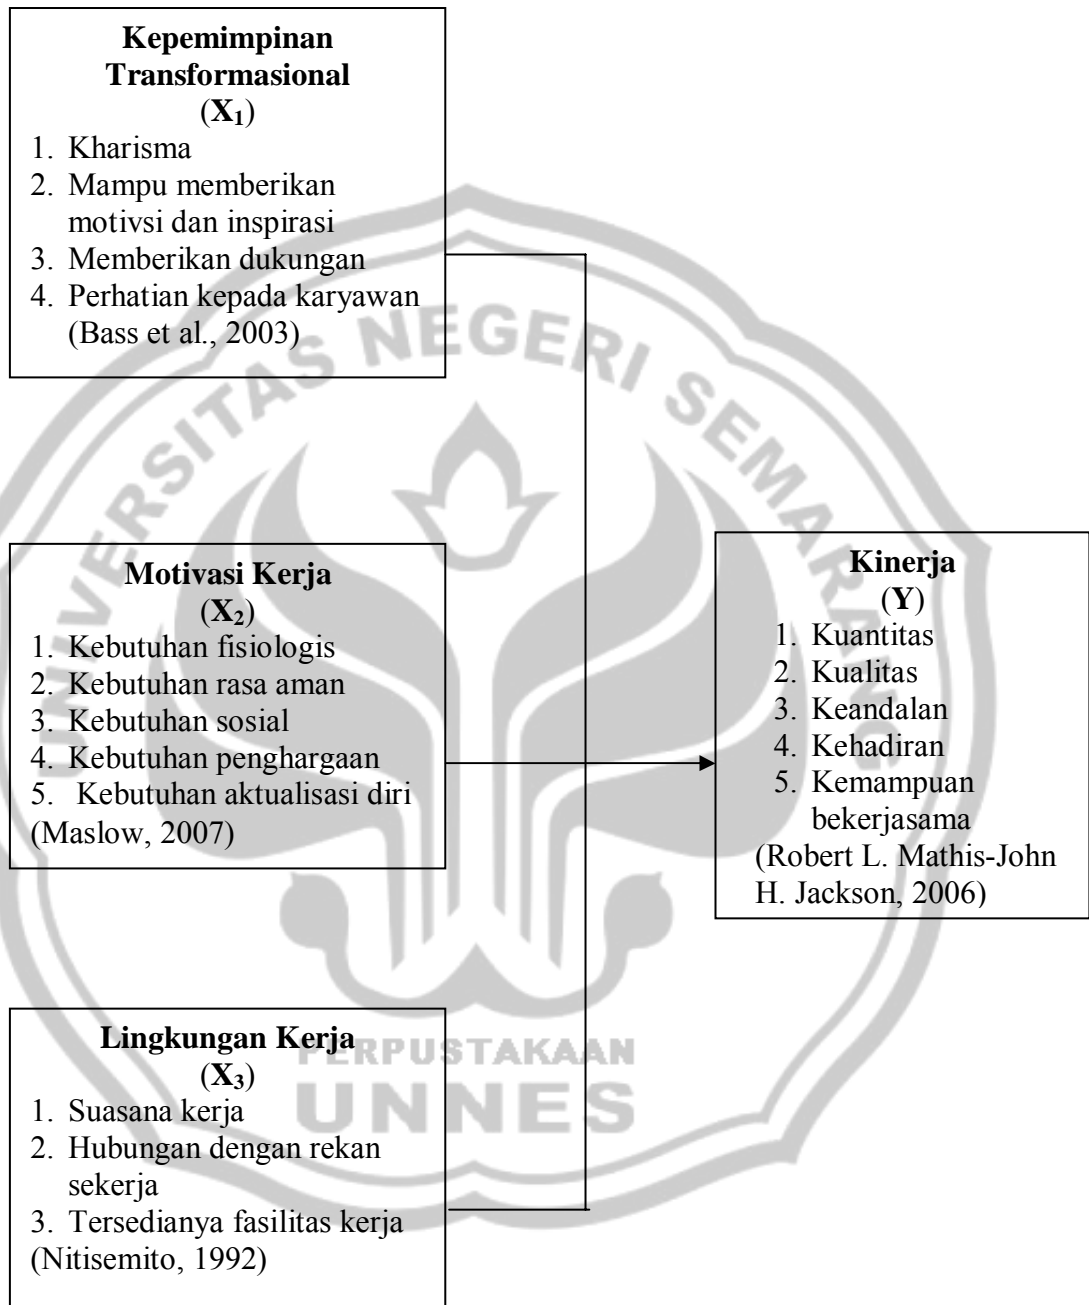 Kepemimpinan
Transformasional
(X₁)
1. Kharisma
2. Mampu memberikan
motivsi dan inspirasi
3. Memberikan dukungan
4. Perhatian kepada karyawan
(Bass et al., 2003)
Motivasi Kerja
(X₂)
1. Kebutuhan fisiologis
2. Kebutuhan rasa aman
3. Kebutuhan sosial
4. Kebutuhan penghargaan
5. Kebutuhan aktualisasi diri
(Maslow, 2007)
Lingkungan Kerja
(X₃)
1. Suasana kerja
2. Hubungan dengan rekan
sekerja
3. Tersedianya fasilitas kerja
(Nitisemito, 1992)
Kinerja
(Y)
1. Kuantitas
2. Kualitas
3. Keandalan
4. Kehadiran
5. Kemampuan
bekerjasama
(Robert L. Mathis-John
H. Jackson, 2006)
UNIVERSITAS NEGERI SEMARANG
PERPUSTAKAAN
UNNES